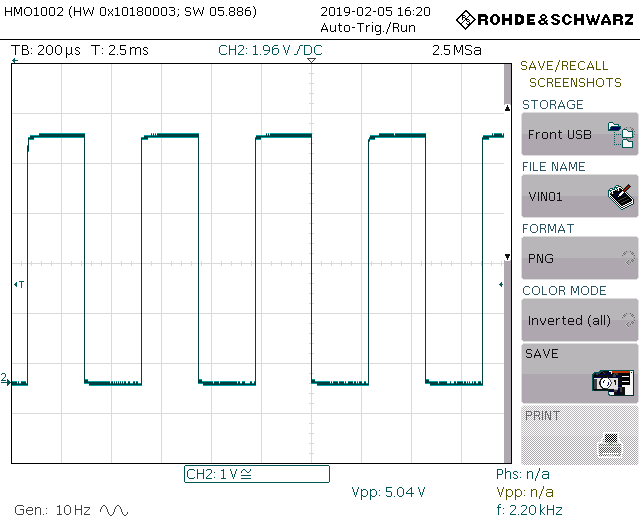 HMO1002 (HW 0x10180003; SW 05.886)
2019-02-05 16:20
Auto-Trig./Run
ROHDE&SCHWARZ
TB: 200 µs T: 2.5 ms CH2: 1.96 V / DC 2.5 MSa
SAVE/RECALL
SCREENSHOTS
STORAGE
Front USB
FILE NAME
VIN01
FORMAT
PNG
COLOR MODE
Inverted (all)
SAVE
PRINT
T
2
CH2: 1 V ≅
Vpp: 5.04 V
Phs: n/a
Vpp: n/a
f: 2.20 kHz
Gen.: 10 Hz